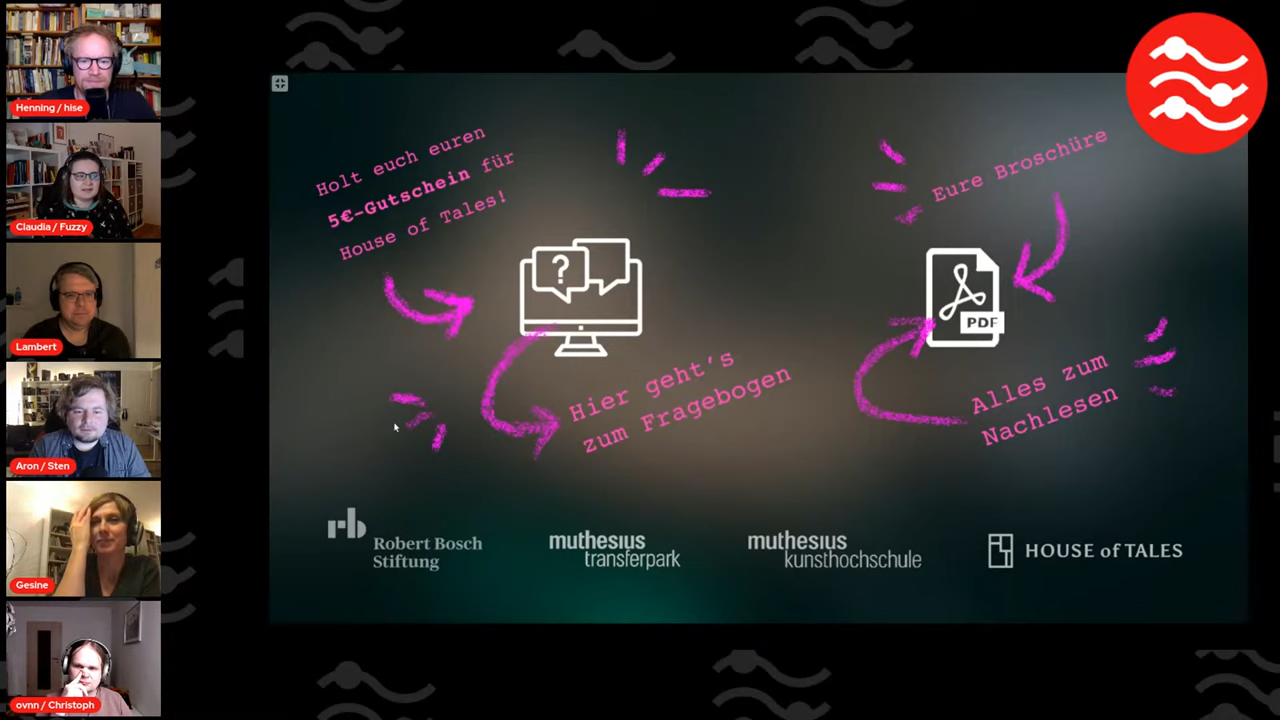 Henning / hise
Claudia / Fuzzy
Lambert
Aron / Sten
Gesine
ovnn / Christoph
Holt euch euren
5€-Gutschein für
House of Tales!
?
Hier geht's
zum Fragebogen
Eure Broschüre
PDF
Alles zum
Nachlesen
rb
Robert Bosch
Stiftung
muthesius
transferpark
muthesius
kunsthochschule
HOUSE of TALES